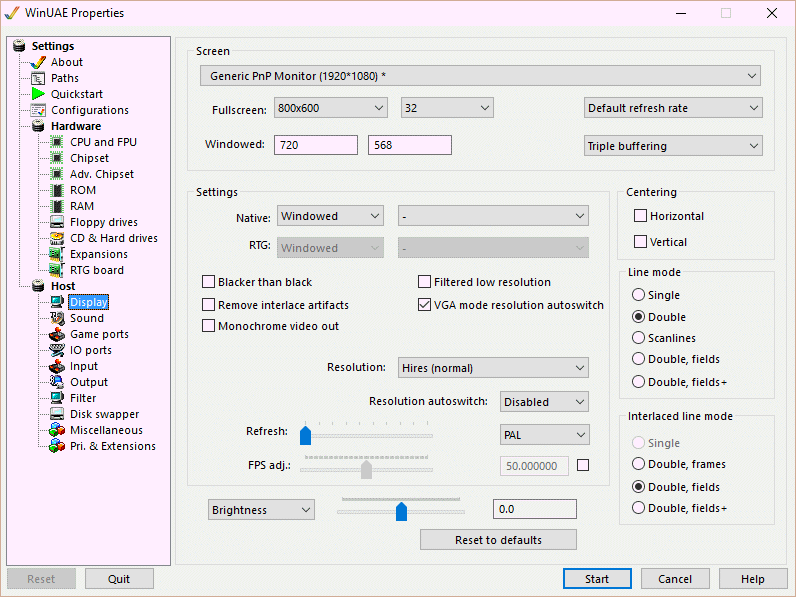 WinUAE Properties
Settings
About
Paths
Quickstart
Configurations
Hardware
CPU and FPU
Chipset
Adv. Chipset
ROM
RAM
Floppy drives
CD & Hard drives
Expansions
RTG board
Host
Display
Sound
Game ports
IO ports
Input
Output
Filter
Disk swapper
Miscellaneous
Pri. & Extensions
Screen
Generic PnP Monitor (1920*1080) *
Fullscreen: 800x600 32 Default refresh rate
Windowed: 720 568 Triple buffering
Settings
Native: Windowed -
RTG: Windowed -
Blacker than black Filtered low resolution
Remove interlace artifacts VGA mode resolution autoswitch
Monochrome video out
Resolution: Hires (normal)
Resolution autoswitch: Disabled
Refresh: PAL
FPS adj.: 50.000000
Brightness 0.0
Reset to defaults
Centering
Horizontal
Vertical
Line mode
Single
Double
Scanlines
Double, fields
Double, fields+
Interlaced line mode
Single
Double, frames
Double, fields
Double, fields+
Reset Quit Start Cancel Help